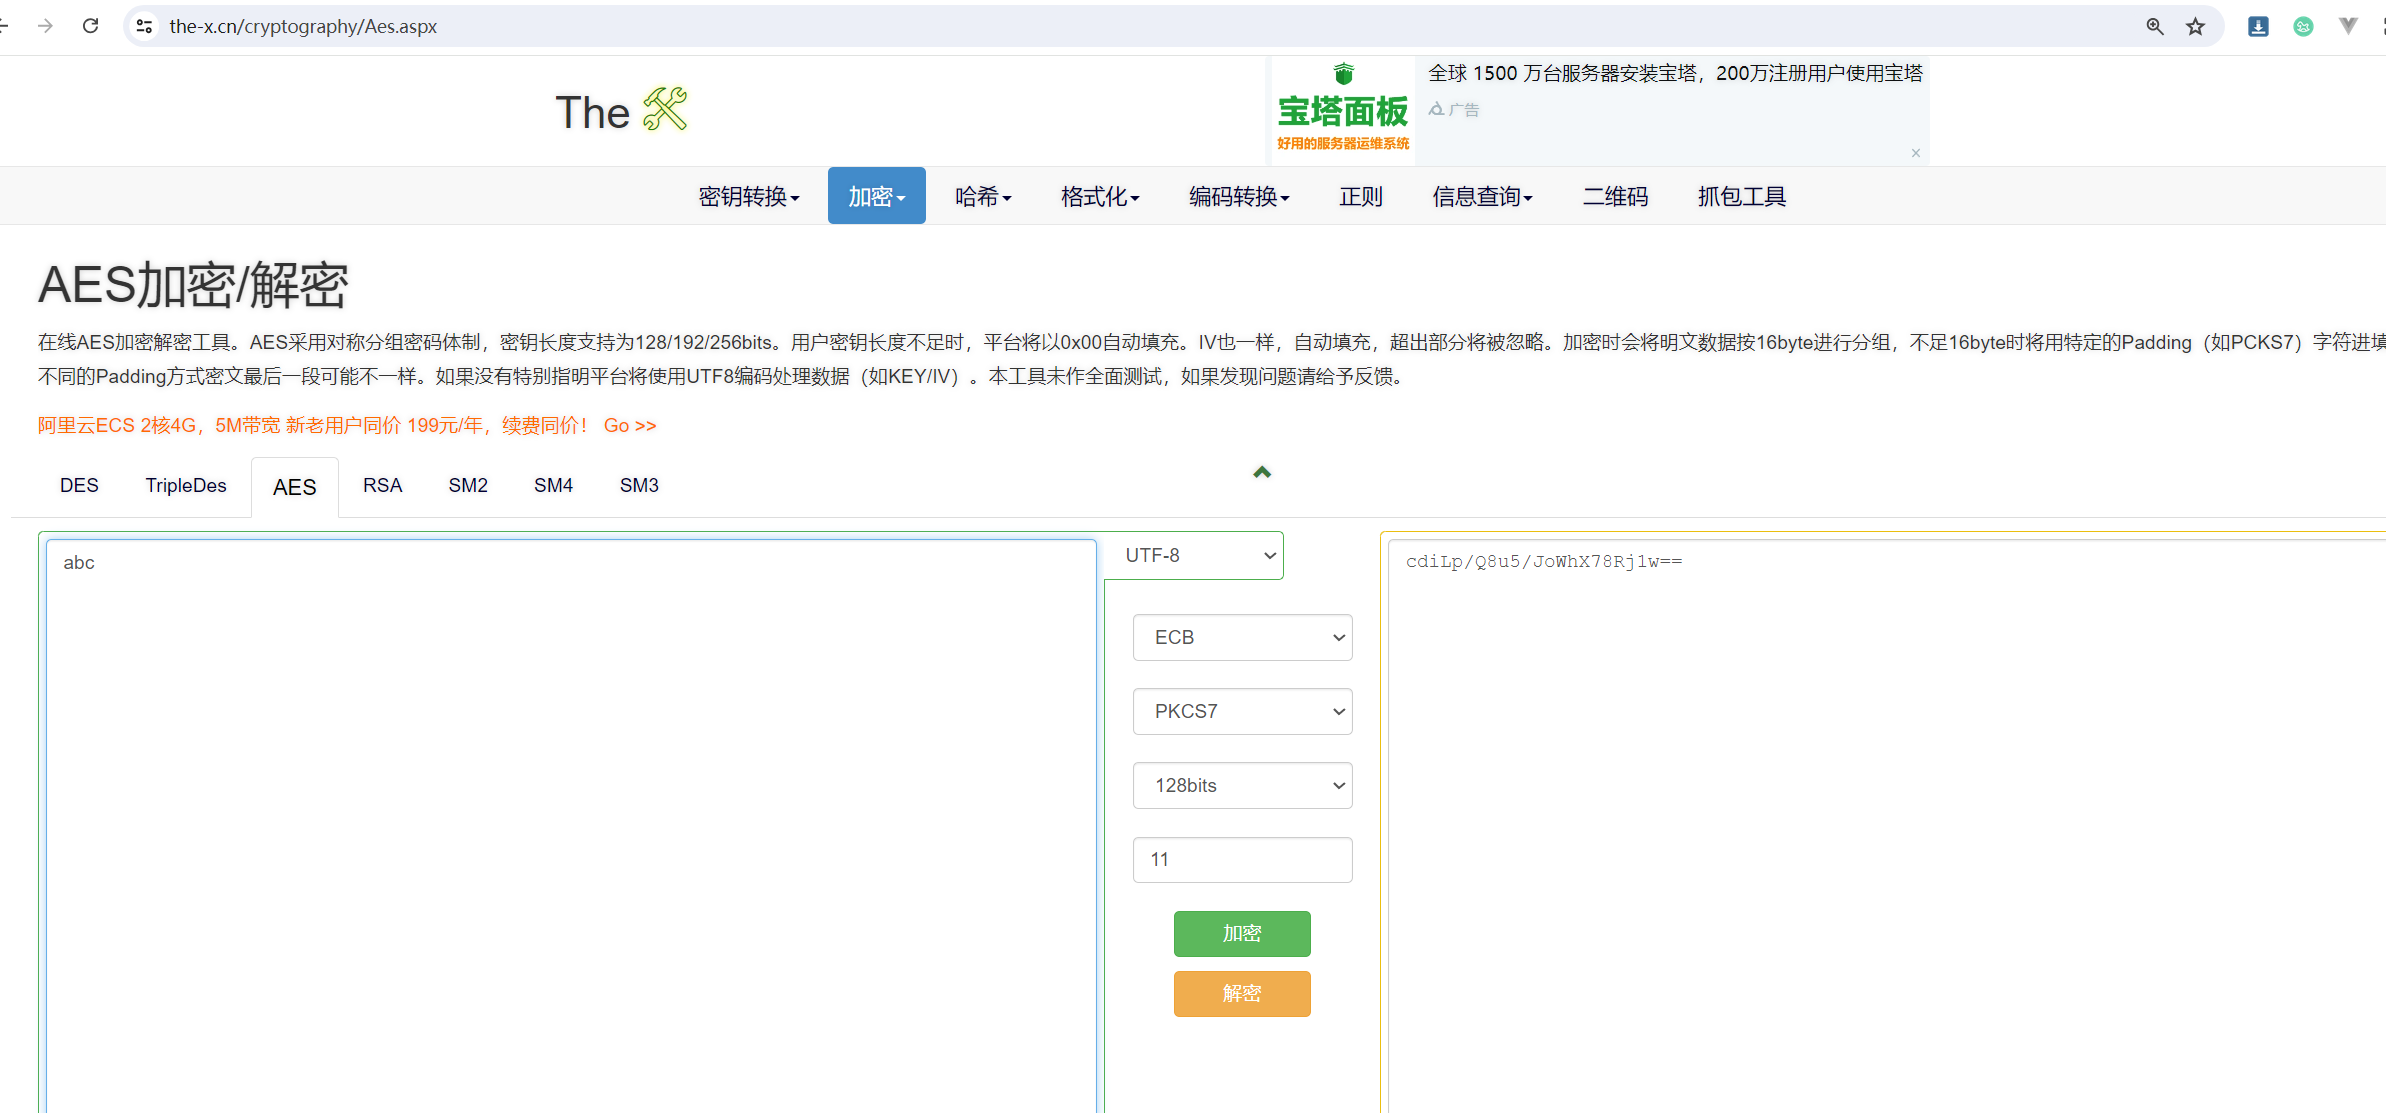 the-x.cn/cryptography/Aes.aspx
The
宝塔面板
好用的服务器运维系统
全球 1500 万台服务器安装宝塔，200万注册用户使用宝塔
广告
密钥转换 加密 哈希 格式化 编码转换 正则 信息查询 二维码 抓包工具
AES加密/解密
在线AES加密解密工具。AES采用对称分组密码体制，密钥长度支持为128/192/256bits。用户密钥长度不足时，平台将以0x00自动填充。IV也一样，自动填充，超出部分将被忽略。加密时会将明文数据按16byte进行分组，不足16byte时将用特定的Padding（如PCKS7）字符进填
不同的Padding方式密文最后一段可能不一样。如果没有特别指明平台将使用UTF8编码处理数据（如KEY/IV）。本工具未作全面测试，如果发现问题请给予反馈。
阿里云ECS 2核4G，5M带宽 新老用户同价 199元/年，续费同价！ Go >>
DES TripleDes AES RSA SM2 SM4 SM3
abc
UTF-8
ECB
PKCS7
128bits
11
加密
解密
cdiLp/Q8u5/JoWhX78Rj1w==